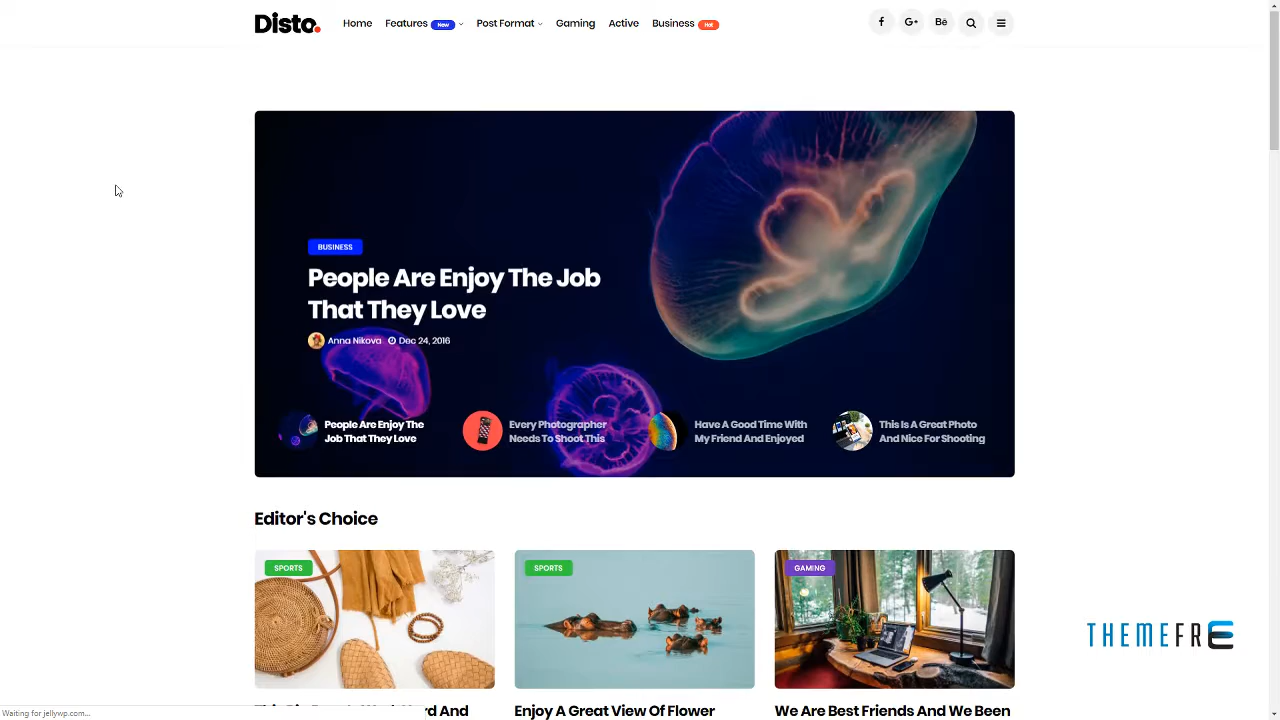 Disto.
Home
Features
New
Post Format
Gaming
Active
Business
Hot
f
G+
Bē
BUSINESS
People Are Enjoy The Job
That They Love
Anna Nikova
Dec 24, 2016
People Are Enjoy The
Job That They Love
Every Photographer
Needs To Shoot This
Have A Good Time With
My Friend And Enjoyed
This Is A Great Photo
And Nice For Shooting
Editor's Choice
SPORTS
SPORTS
GAMING
THEMEFRE
Enjoy A Great View Of Flower
We Are Best Friends And We Been
Waiting for jellywp.com...